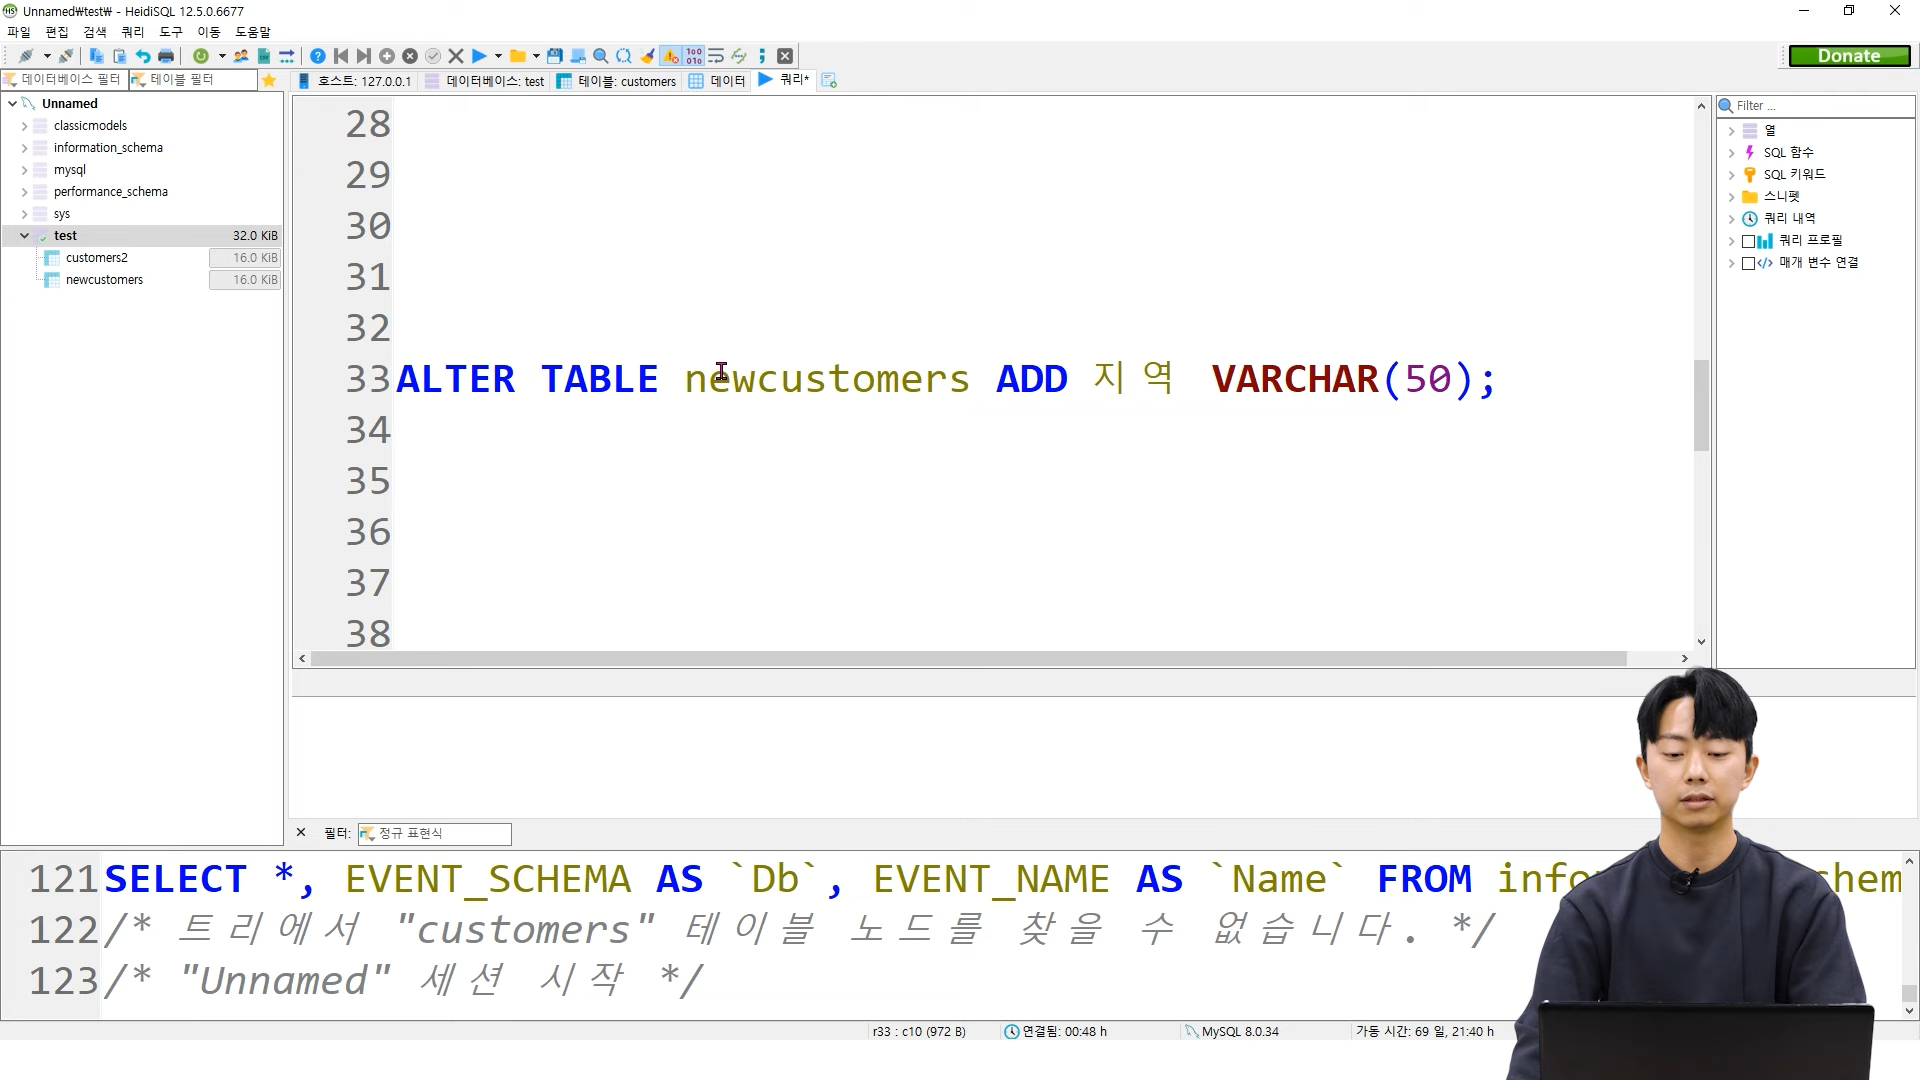 Unnamed₩test₩ - HeidiSQL 12.5.0.6677
파일 편집 검색 쿼리 도구 이동 도움말
Donate
데이터베이스 필터 테이블 필터
호스트: 127.0.0.1 데이터베이스: test 테이블: customers 데이터 쿼리*
Unnamed
classicmodels
information_schema
mysql
performance_schema
sys
test 32.0 KiB
customers2 16.0 KiB
newcustomers 16.0 KiB
28
29
30
31
32
33 ALTER TABLE newcustomers ADD 지역 VARCHAR(50);
34
35
36
37
38
Filter ...
열
SQL 함수
SQL 키워드
스니펫
쿼리 내역
쿼리 프로필
매개 변수 연결
필터: 정규 표현식
121 SELECT *, EVENT_SCHEMA AS `Db`, EVENT_NAME AS `Name` FROM
122 /* 트리에서 "customers" 테이블 노드를 찾을 수 없습니다. */
123 /* "Unnamed" 세션 시작 */
r33 : c10 (972 B) 연결됨: 00:48 h MySQL 8.0.34 가동 시간: 69 일, 21:40 h